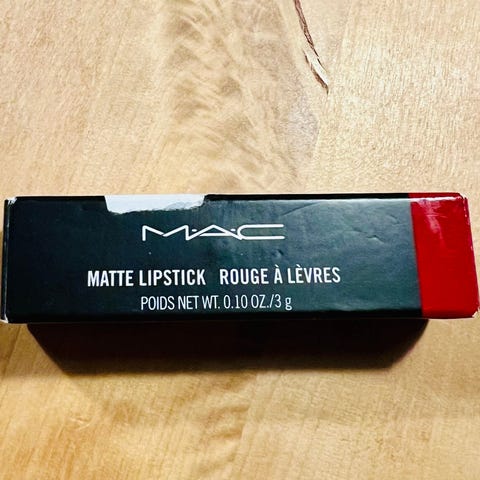 M·A·C
MATTE LIPSTICK ROUGE À LÈVRES
POIDS NET WT. 0.10 OZ./3 g